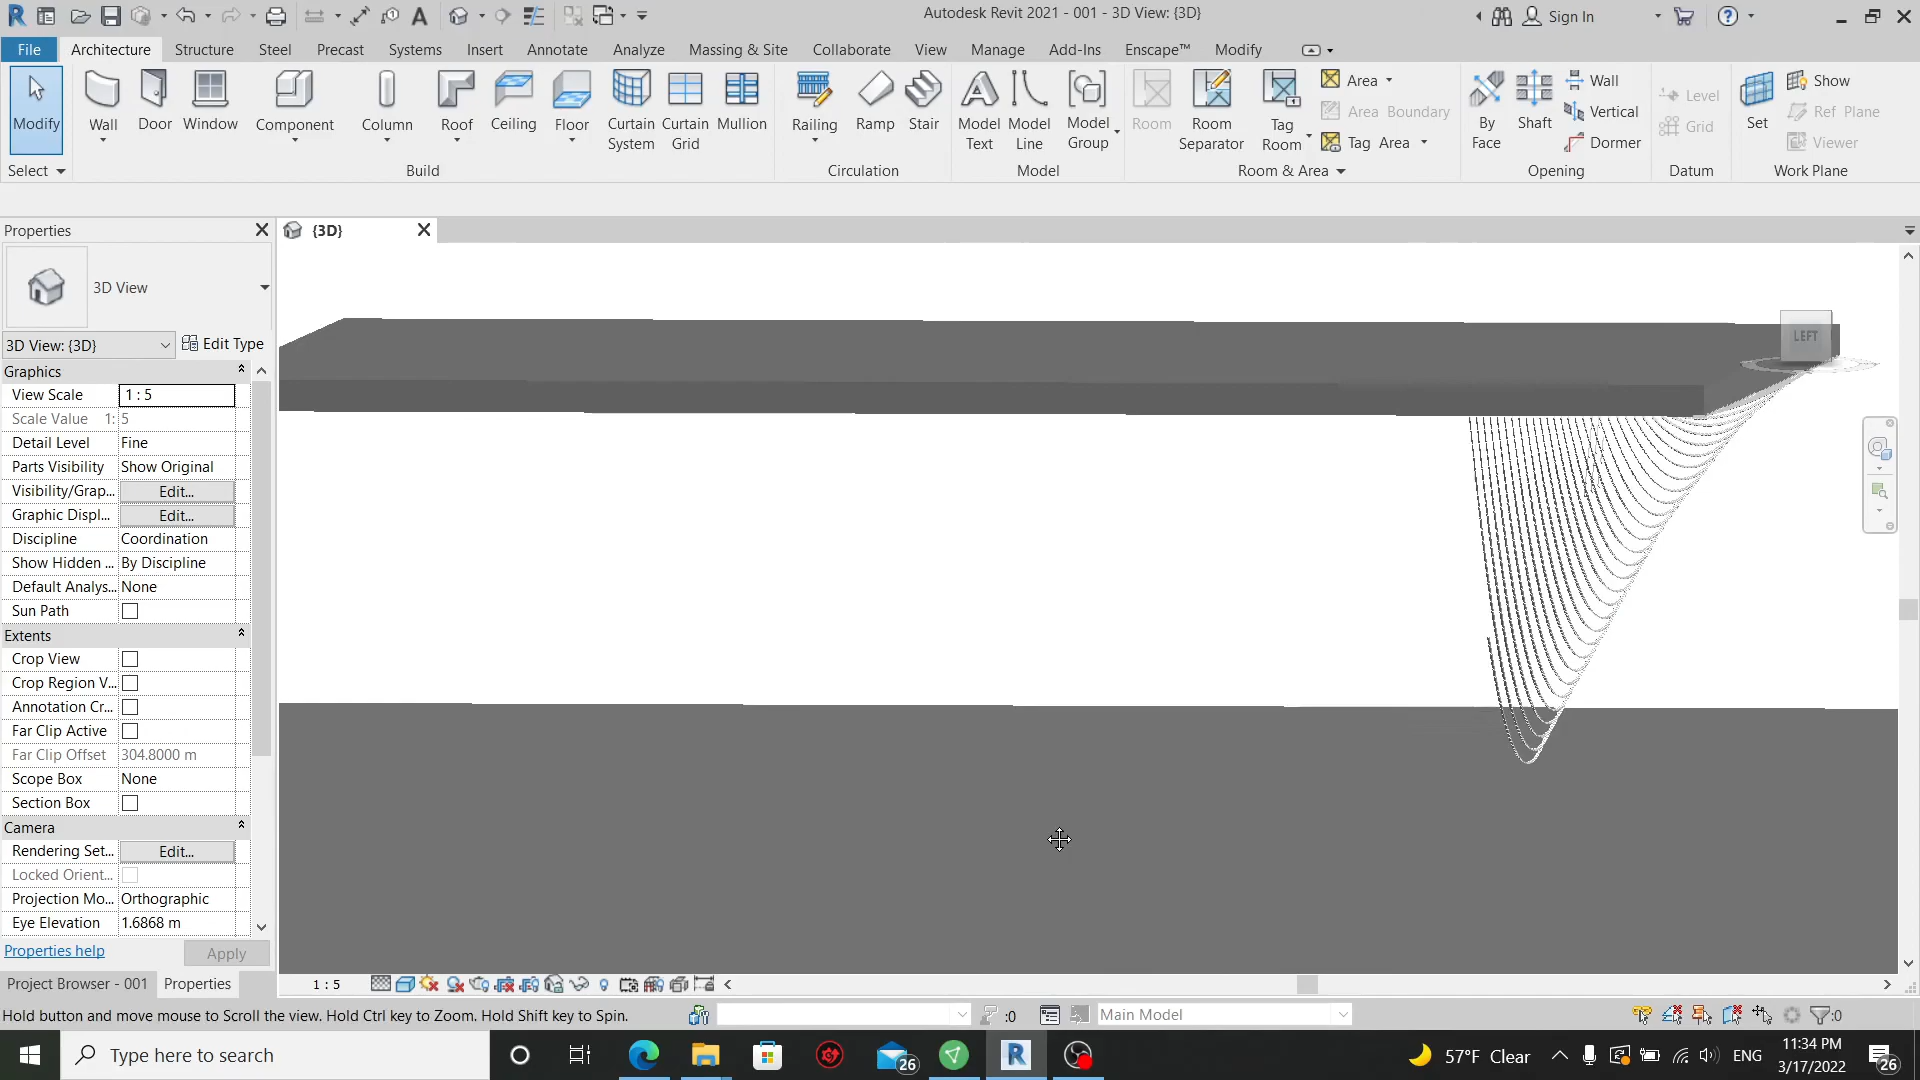 Autodesk Revit 2021 - 001 - 3D View: {3D}
Sign In
File Architecture Structure Steel Precast Systems Insert Annotate Analyze Massing & Site Collaborate View Manage Add-Ins Enscape™ Modify
Modify
Wall
Door
Window
Component
Column
Roof
Ceiling
Floor
Curtain System
Curtain Grid
Mullion
Railing
Ramp
Stair
Model Text
Model Line
Model Group
Room
Room Separator
Tag Room
Area
Area Boundary
Tag Area
By Face
Shaft
Wall
Vertical
Dormer
Level
Grid
Set
Show
Ref Plane
Viewer
Select Build Circulation Model Room & Area Opening Datum Work Plane
Properties
{3D}
3D View
3D View: {3D} Edit Type
Graphics
View Scale 1 : 5
Scale Value 1: 5
Detail Level Fine
Parts Visibility Show Original
Visibility/Grap... Edit...
Graphic Displ... Edit...
Discipline Coordination
Show Hidden ... By Discipline
Default Analys... None
Sun Path
Extents
Crop View
Crop Region V...
Annotation Cr...
Far Clip Active
Far Clip Offset 304.8000 m
Scope Box None
Section Box
Camera
Rendering Set... Edit...
Locked Orient...
Projection Mo... Orthographic
Eye Elevation 1.6868 m
Properties help Apply
Project Browser - 001 Properties
LEFT
1 : 5
Hold button and move mouse to Scroll the view. Hold Ctrl key to Zoom. Hold Shift key to Spin.
:0
Main Model
:0
Type here to search
26
57°F Clear
ENG
11:34 PM
3/17/2022
26